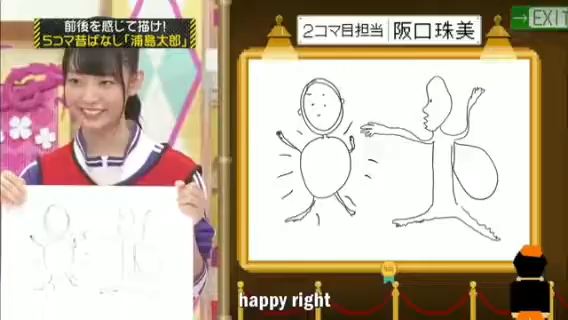 前後を感じて描け!
5コマ昔ばなし「浦島太郎」
2コマ目担当 阪口珠美
→EXIT
happy right